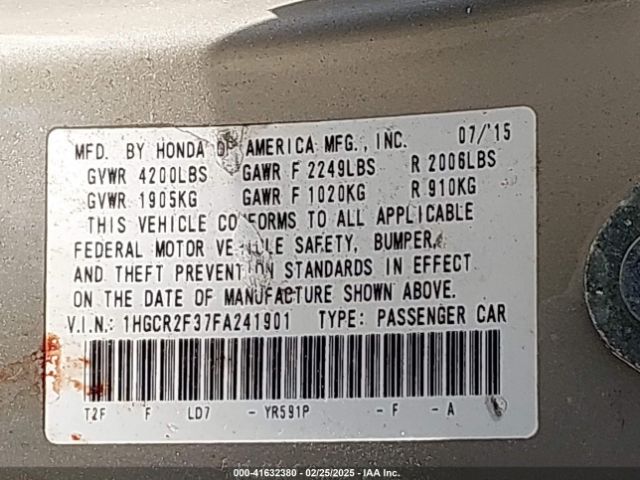 MFD. BY HONDA OF AMERICA MFG., INC. 07/'15
GVWR 4200LBS GAWR F 2249LBS R 2006LBS
GVWR 1905KG GAWR F 1020KG R 910KG
THIS VEHICLE CONFORMS TO ALL APPLICABLE
FEDERAL MOTOR VEHICLE SAFETY, BUMPER,
AND THEFT PREVENTION STANDARDS IN EFFECT
ON THE DATE OF MANUFACTURE SHOWN ABOVE.
V.I.N.: 1HGCR2F37FA241901 TYPE: PASSENGER CAR
T2F F LD7 - YR591P - F - A
000-41632380 - 02/25/2025 - IAA Inc.